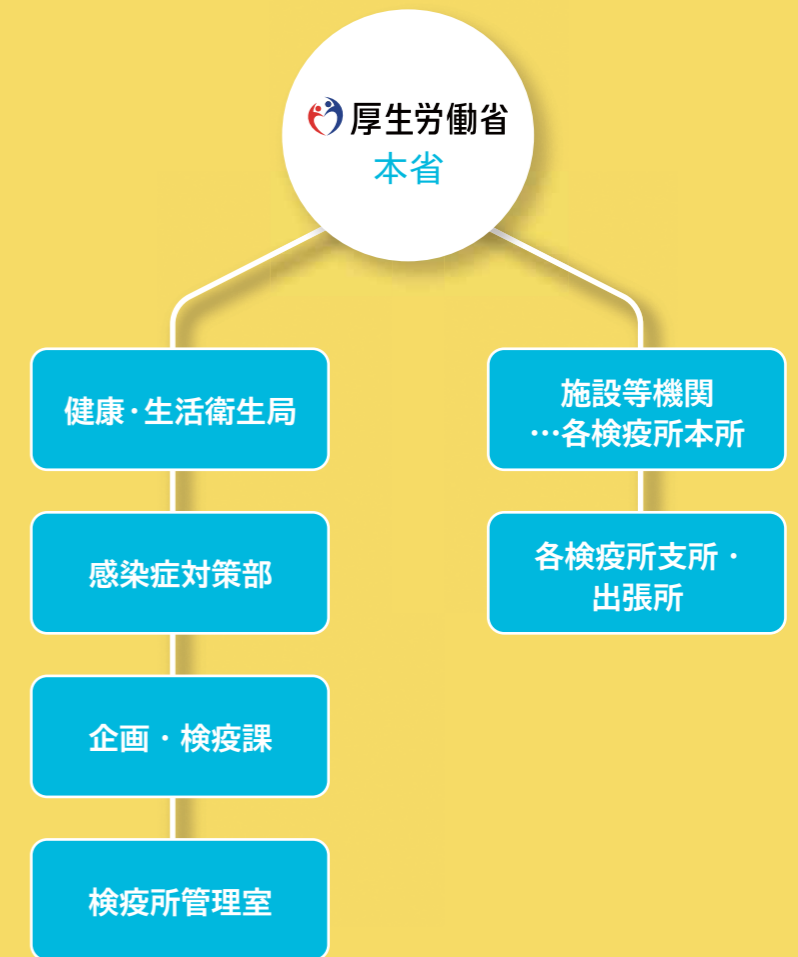 厚生労働省
本省
健康・生活衛生局
感染症対策部
企画・検疫課
検疫所管理室
施設等機関
…各検疫所本所
各検疫所支所・
出張所